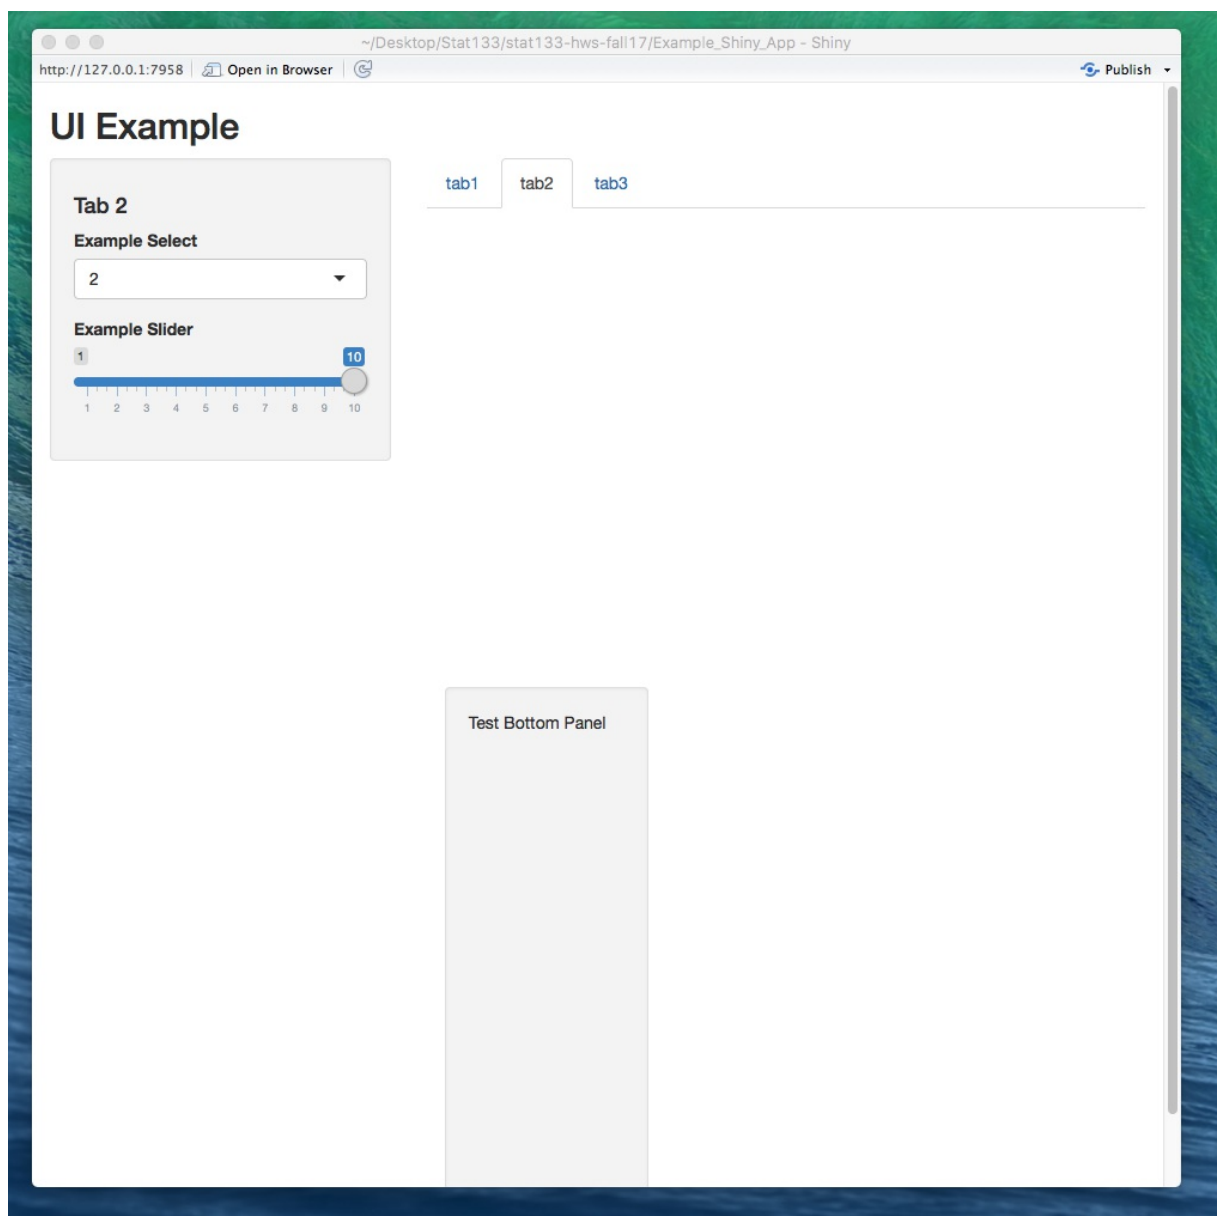 ~/Desktop/Stat133/stat133-hws-fall17/Example_Shiny_App - Shiny
http://127.0.0.1:7958 Open in Browser Publish
UI Example
tab1 tab2 tab3
Tab 2
Example Select
2
Example Slider
1 10
1 2 3 4 5 6 7 8 9 10
Test Bottom Panel